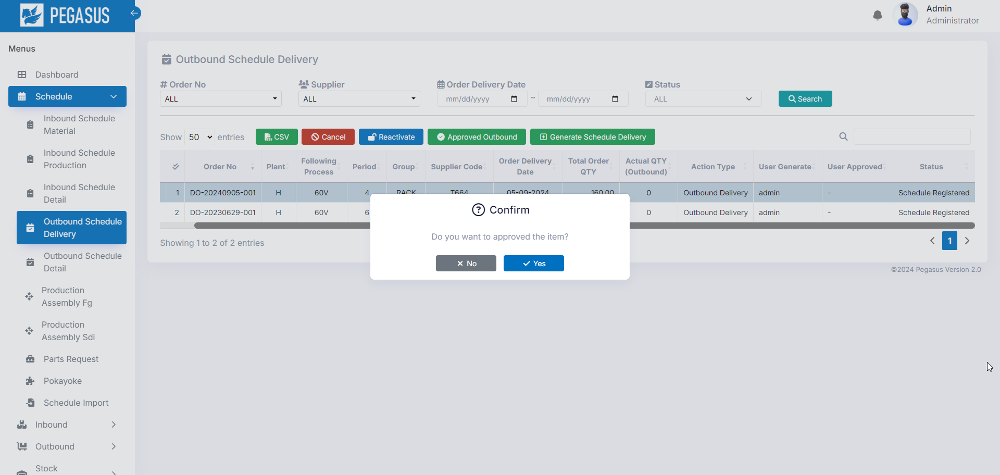 PEGASUS
Admin
Administrator
Menus
Dashboard
Schedule
Inbound Schedule
Material
Inbound Schedule
Production
Inbound Schedule
Detail
Outbound Schedule
Delivery
Outbound Schedule
Detail
Production
Assembly Fg
Production
Assembly Sdi
Parts Request
Pokayoke
Schedule Import
Inbound
Outbound
Stock
Outbound Schedule Delivery
# Order No
Supplier
Order Delivery Date
Status
ALL
ALL
mm/dd/yyyy ~ mm/dd/yyyy
ALL
Search
Show 50 entries
CSV
Cancel
Reactivate
Approved Outbound
Generate Schedule Delivery
Order No
Plant
Following
Process
Period
Group
Supplier Code
Order Delivery
Date
Total Order
QTY
Actual QTY
(Outbound)
Action Type
User Generate
User Approved
Status
1 DO-20240905-001 H 60V 4 RACK T664 05-09-2024 160.00 0 Outbound Delivery admin - Schedule Registered
2 DO-20230629-001 H 60V 6 0 Outbound Delivery admin - Schedule Registered
Showing 1 to 2 of 2 entries
1
Confirm
Do you want to approved the item?
No
Yes
©2024 Pegasus Version 2.0